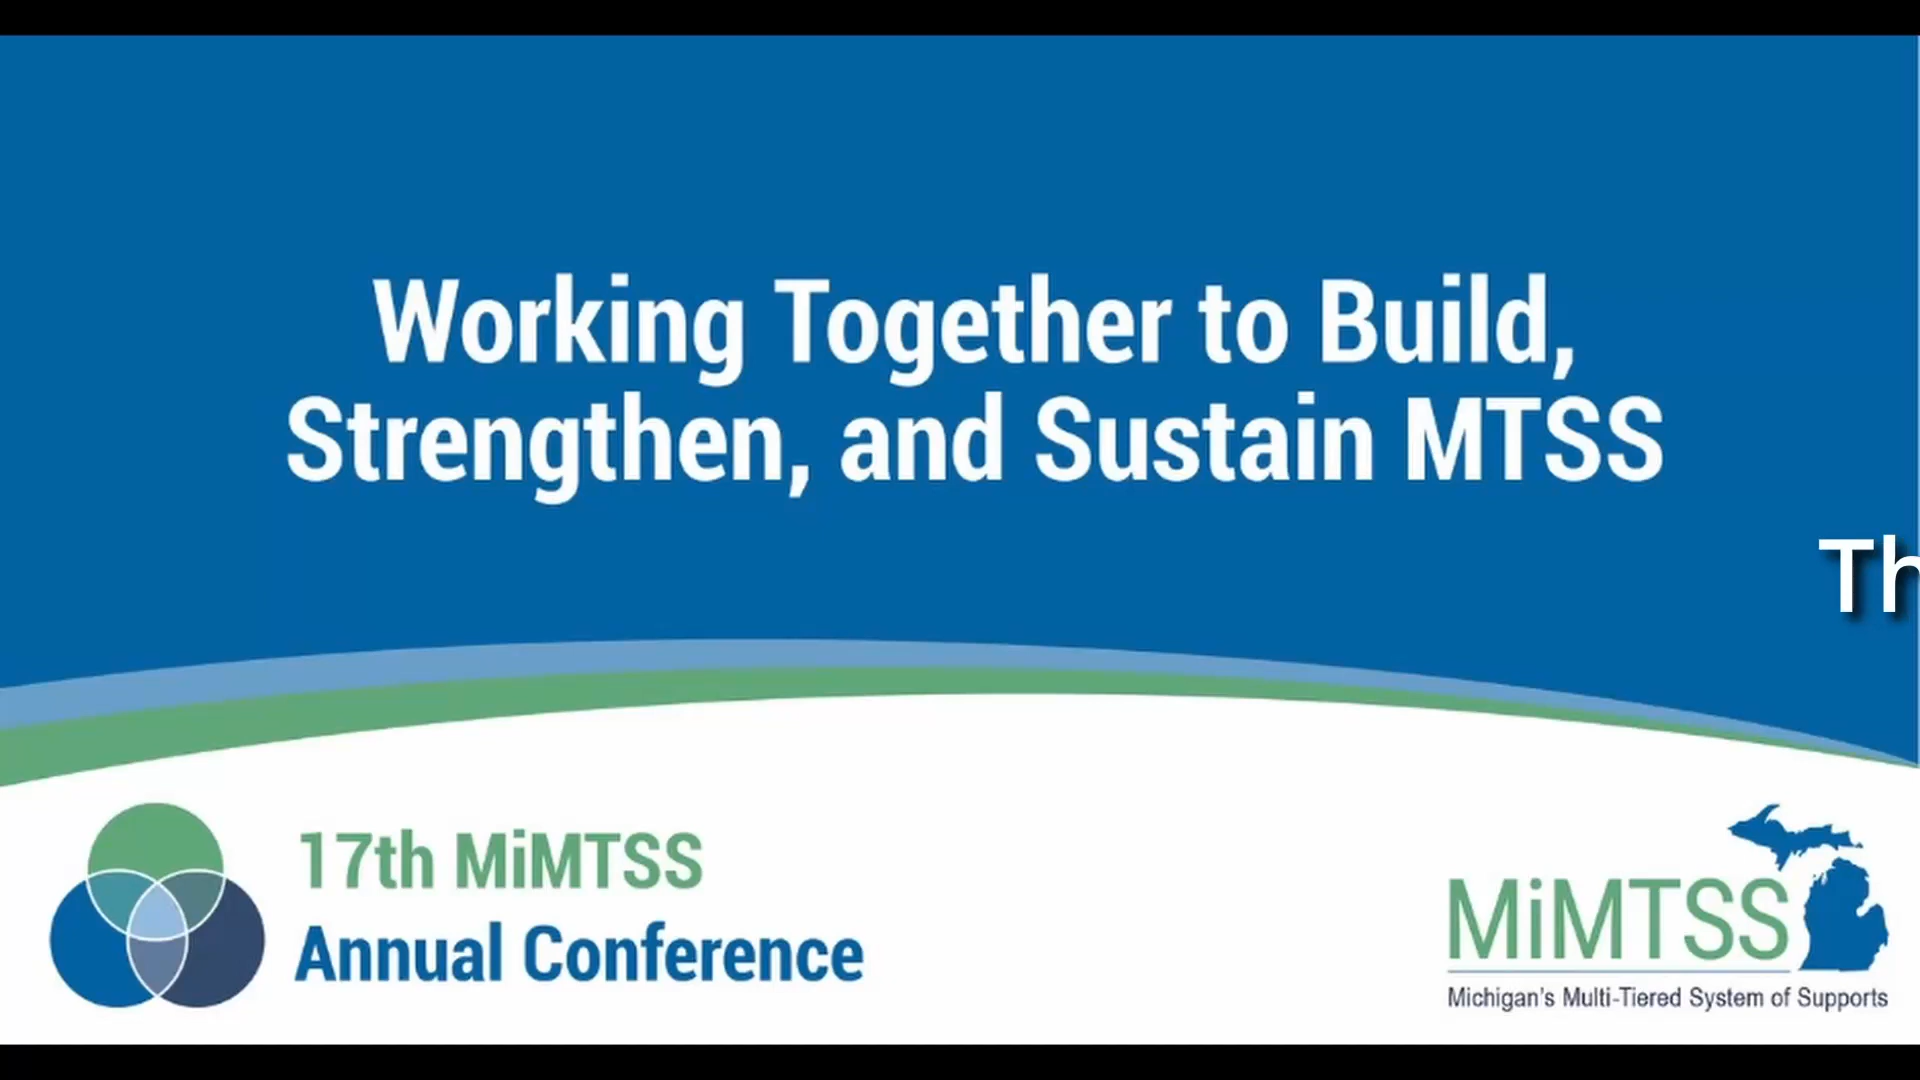 Working Together to Build,
Strengthen, and Sustain MTSS
Th
17th MiMTSS
Annual Conference
MiMTSS
Michigan's Multi-Tiered System of Supports